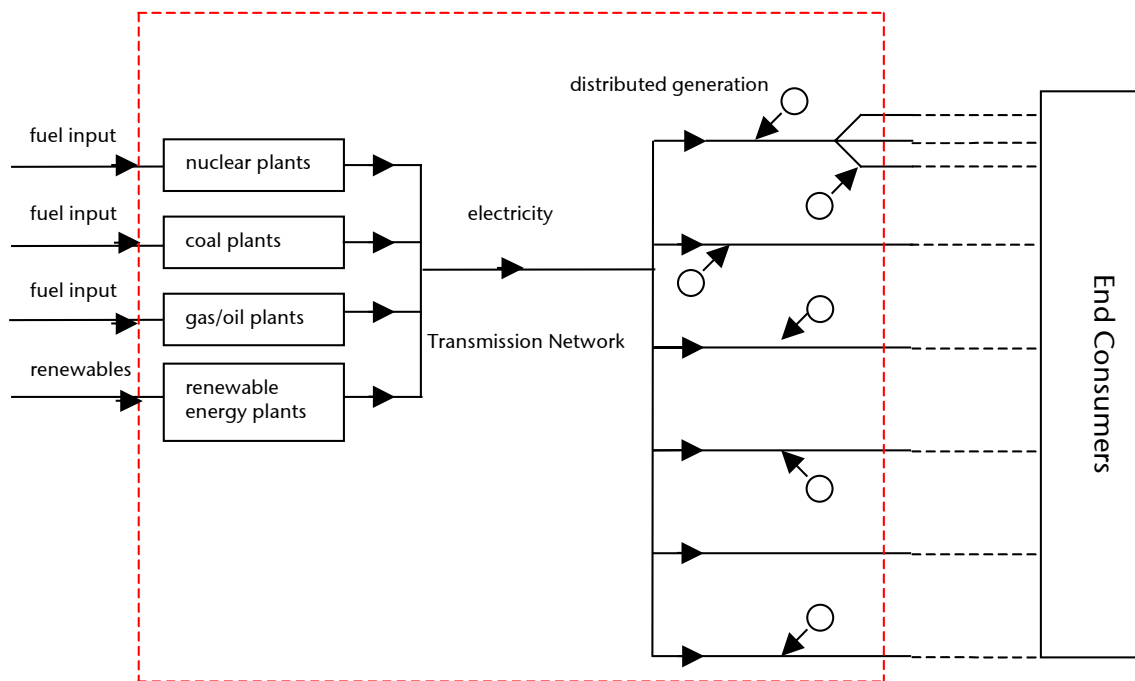 distributed generation
fuel input
nuclear plants
fuel input
electricity
coal plants
fuel input
gas/oil plants
Transmission Network
renewables
renewable
energy plants
End Consumers